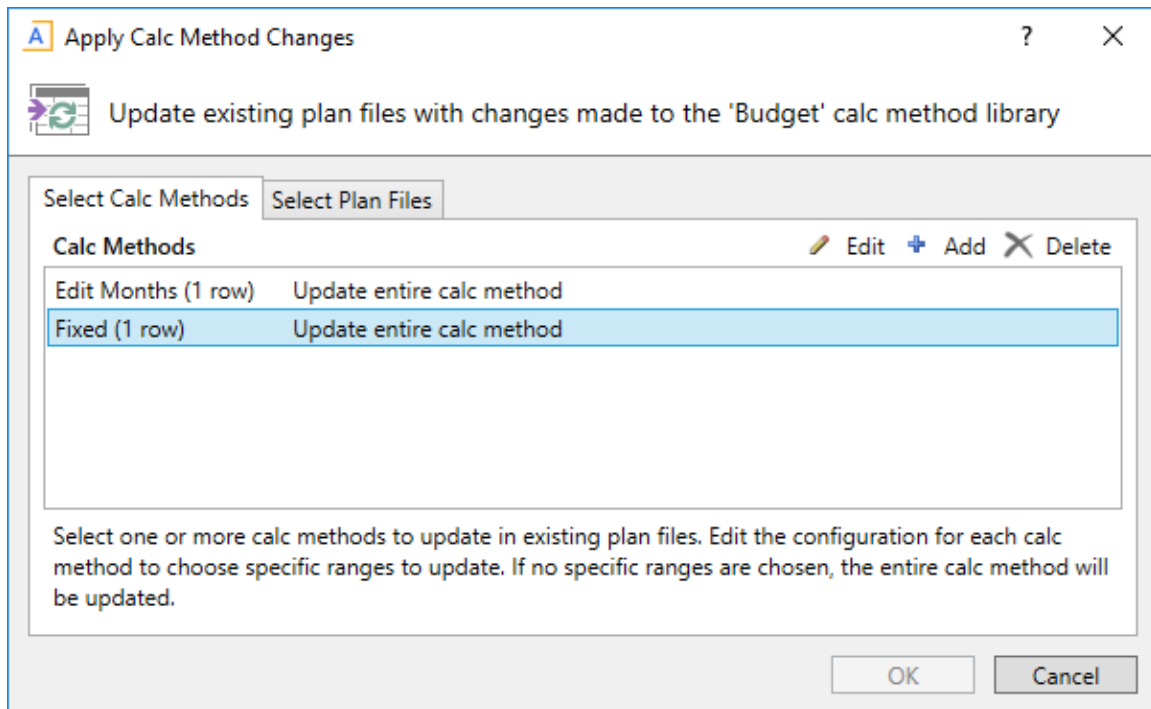 A Apply Calc Method Changes ?
Update existing plan files with changes made to the 'Budget' calc method library
Select Calc Methods Select Plan Files
Calc Methods Edit Add Delete
Edit Months (1 row) Update entire calc method
Fixed (1 row) Update entire calc method
Select one or more calc methods to update in existing plan files. Edit the configuration for each calc
method to choose specific ranges to update. If no specific ranges are chosen, the entire calc method will
be updated.
OK Cancel